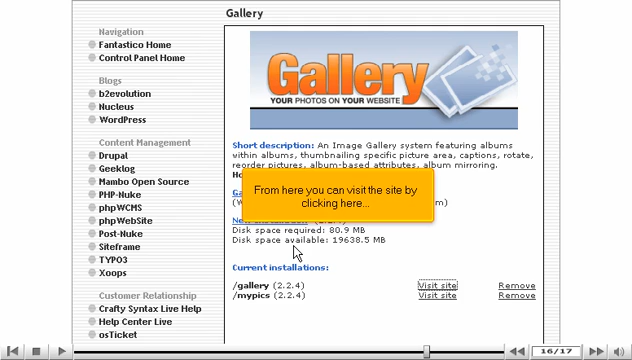 Gallery
Navigation
Fantastico Home
Control Panel Home
Blogs
b2evolution
Nucleus
WordPress
Content Management
Drupal
Geeklog
Mambo Open Source
PHP-Nuke
phpWCMS
phpWebSite
Post-Nuke
Siteframe
TYPO3
Xoops
Customer Relationship
Crafty Syntax Live Help
Help Center Live
osTicket
Gallery
YOUR PHOTOS ON YOUR WEBSITE
Short description: An Image Gallery system featuring albums
within albums, thumbnailing specific picture area, captions, rotate,
reorder pictures, album-based attributes, album mirroring.
From here you can visit the site by
clicking here...
Disk space required: 80.9 MB
Disk space available: 19638.5 MB
Current installations:
/gallery (2.2.4) Visit site Remove
/mypics (2.2.4) Visit site Remove
16/17